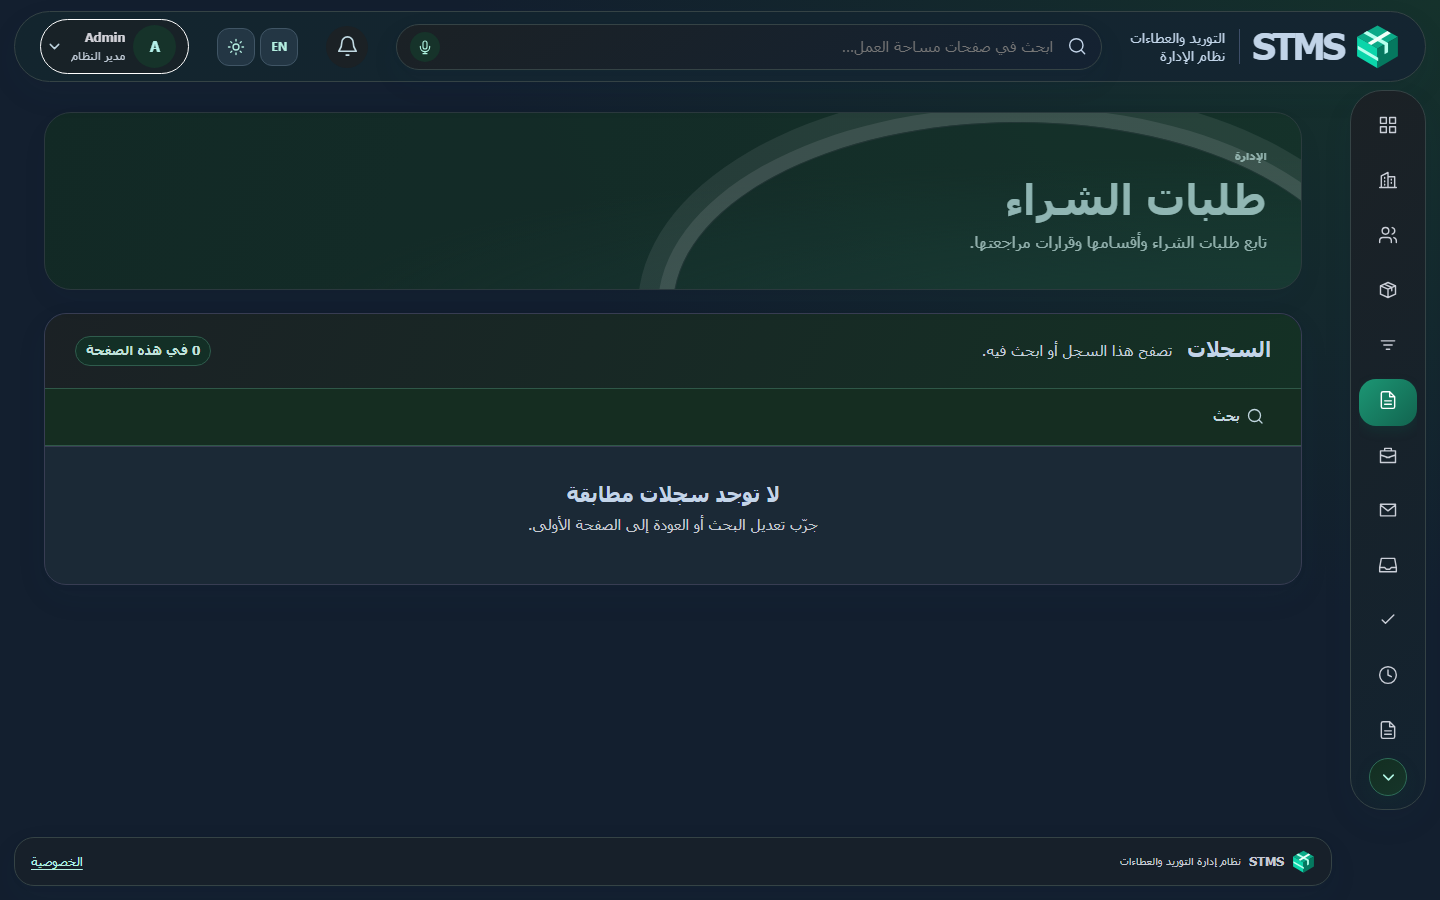 STMS
التوريد والعطاءات
نظام الإدارة
ابحث في صفحات مساحة العمل...
EN
A
Admin
مدير النظام
الإدارة
طلبات الشراء
تابع طلبات الشراء وأقسامها وقرارات مراجعتها.
السجلات
تصفح هذا السجل أو ابحث فيه.
0 في هذه الصفحة
بحث
لا توجد سجلات مطابقة
جرّب تعديل البحث أو العودة إلى الصفحة الأولى.
STMS نظام إدارة التوريد والعطاءات
الخصوصية